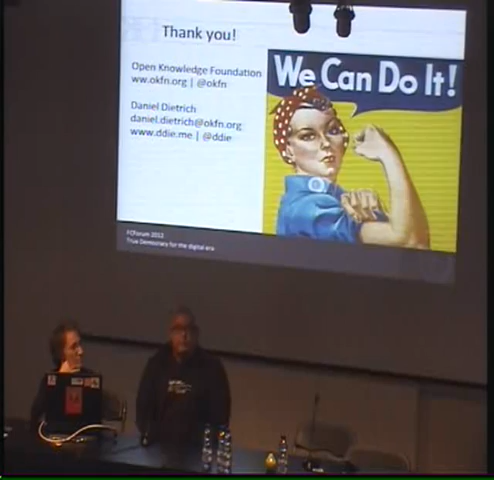 Thank you!
Open Knowledge Foundation
ww.okfn.org | @okfn
Daniel Dietrich
daniel.dietrich@okfn.org
www.ddie.me | @ddie
We Can Do It!
FCForum 2012
True Democracy for the digital era